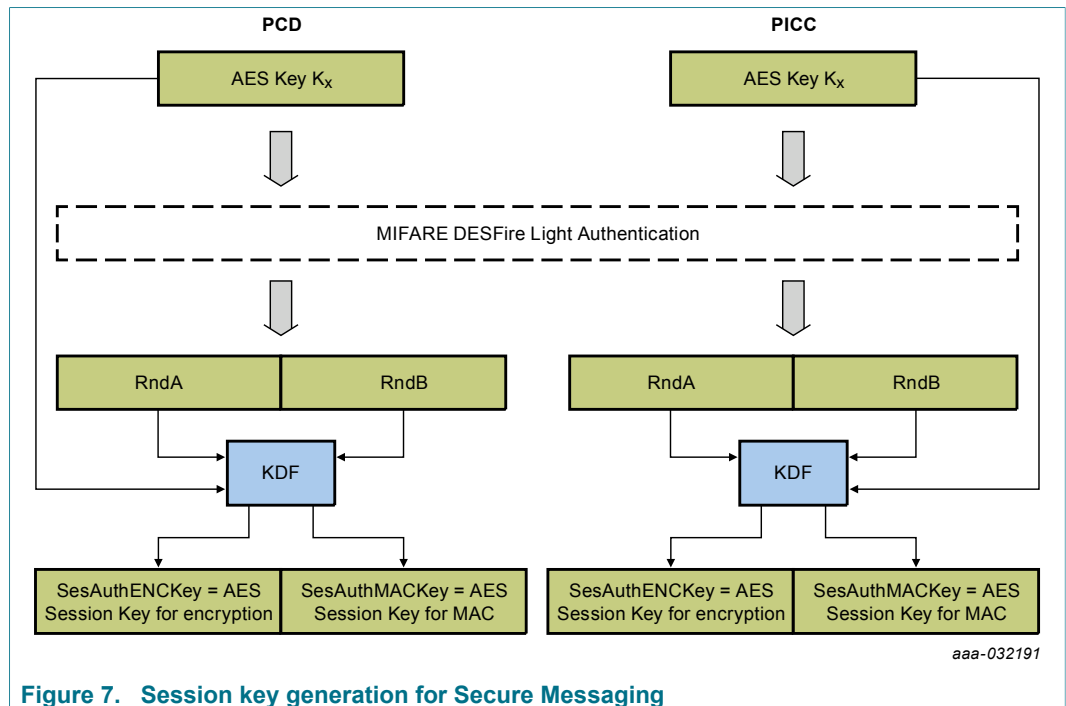 PCD
PICC
AES Key Kx
AES Key Kx
MIFARE DESFire Light Authentication
RndA
RndB
RndA
RndB
KDF
KDF
SesAuthENCKey = AES
Session Key for encryption
SesAuthMACKey = AES
Session Key for MAC
SesAuthENCKey = AES
Session Key for encryption
SesAuthMACKey = AES
Session Key for MAC
aaa-032191
Figure 7. Session key generation for Secure Messaging